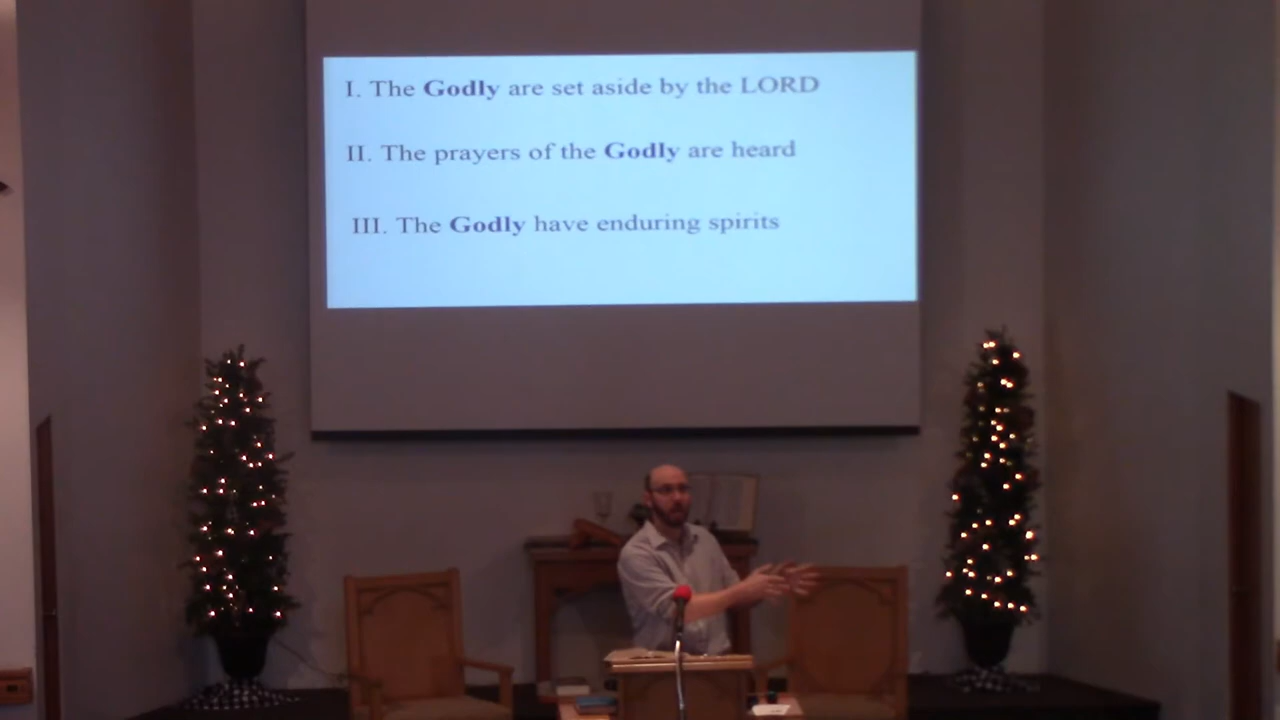 I. The Godly are set aside by the LORD
II. The prayers of the Godly are heard
III. The Godly have enduring spirits